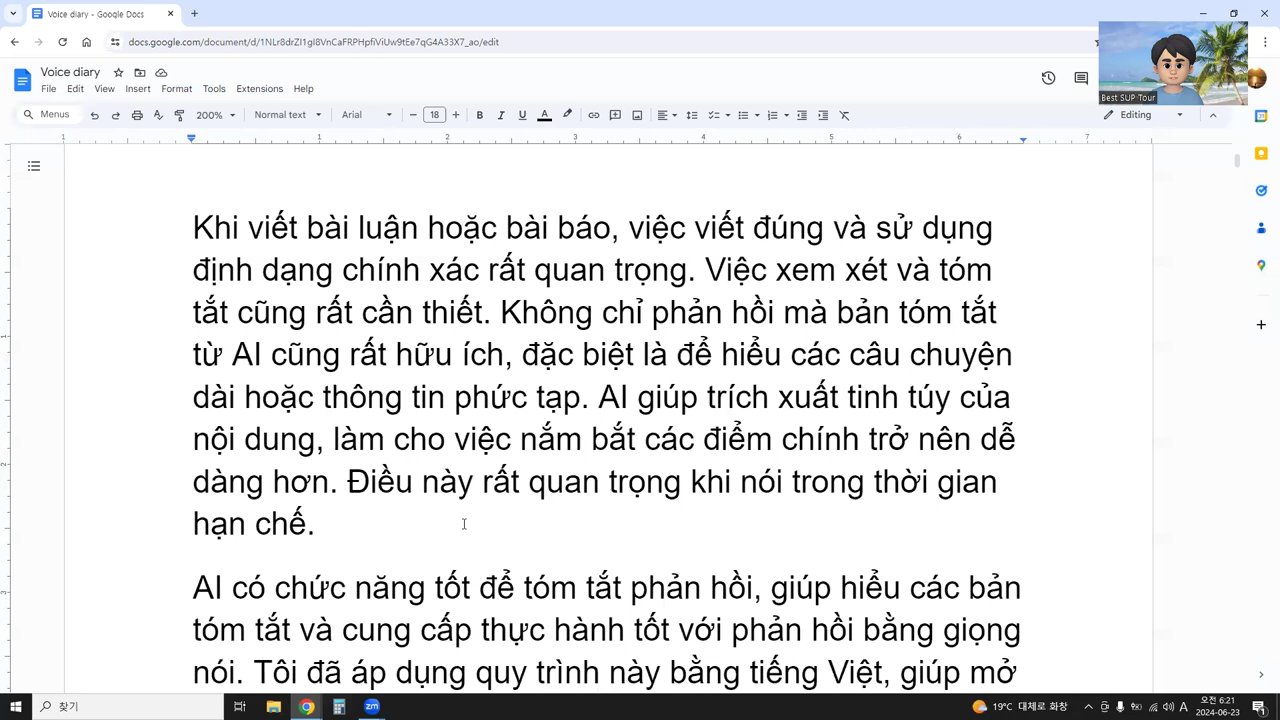 Voice diary - Google Docs
docs.google.com/document/d/1NLr8drZI1gI8VnCaFRPHpfiViUw9tEe7qG4A33X7_ao/edit
Voice diary
File Edit View Insert Format Tools Extensions Help
Best SUP Tour
Menus 200% Normal text Arial 18 Editing
1 1 2 3 4 5 6 7
Khi viết bài luận hoặc bài báo, việc viết đúng và sử dụng
định dạng chính xác rất quan trọng. Việc xem xét và tóm
tắt cũng rất cần thiết. Không chỉ phản hồi mà bản tóm tắt
từ AI cũng rất hữu ích, đặc biệt là để hiểu các câu chuyện
dài hoặc thông tin phức tạp. AI giúp trích xuất tinh túy của
nội dung, làm cho việc nắm bắt các điểm chính trở nên dễ
dàng hơn. Điều này rất quan trọng khi nói trong thời gian
hạn chế.
AI có chức năng tốt để tóm tắt phản hồi, giúp hiểu các bản
tóm tắt và cung cấp thực hành tốt với phản hồi bằng giọng
nói. Tôi đã áp dụng quy trình này bằng tiếng Việt, giúp mở
찾기
19°C 대체로 화창
A
오전 6:21
2024-06-23